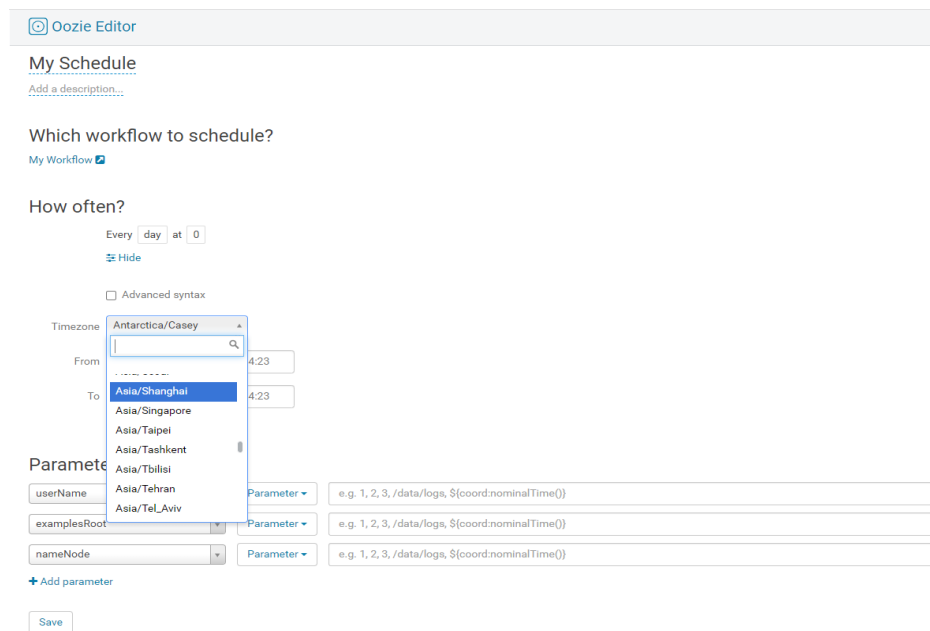 Oozie Editor
My Schedule
Add a description...
Which workflow to schedule?
My Workflow
How often?
Every day at 0
Hide
Advanced syntax
Timezone Antarctica/Casey
From 4:23
Asia/Shanghai
To 4:23
Asia/Singapore
Asia/Taipei
Asia/Tashkent
Asia/Tbilisi
Asia/Tehran
Asia/Tel_Aviv
userName Parameter e.g. 1, 2, 3, /data/logs, ${coord:nominalTime()}
examplesRoot Parameter e.g. 1, 2, 3, /data/logs, ${coord:nominalTime()}
nameNode Parameter e.g. 1, 2, 3, /data/logs, ${coord:nominalTime()}
Add parameter
Save